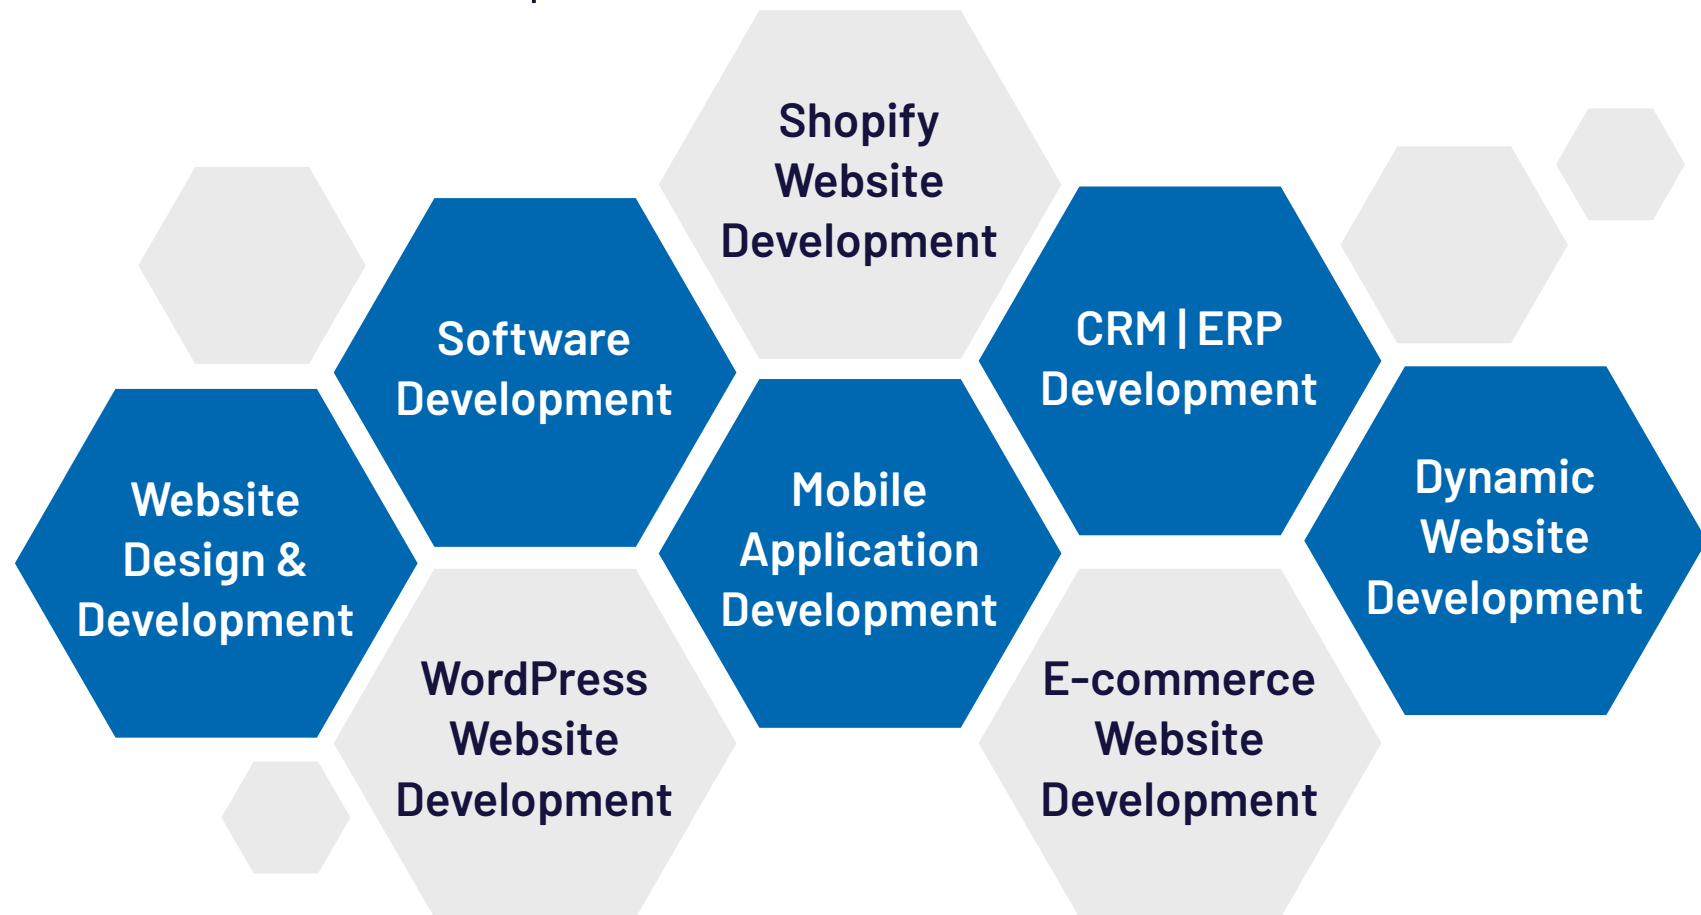 Shopify
Website
Development
Software
Development
CRM | ERP
Development
Website
Design &
Development
Mobile
Application
Development
Dynamic
Website
Development
WordPress
Website
Development
E-commerce
Website
Development